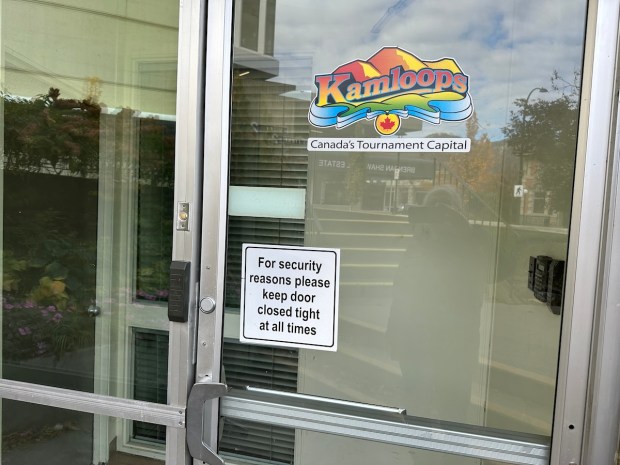 Kamloops
Canada's Tournament Capital
For security
reasons please
keep door
closed tight
at all times